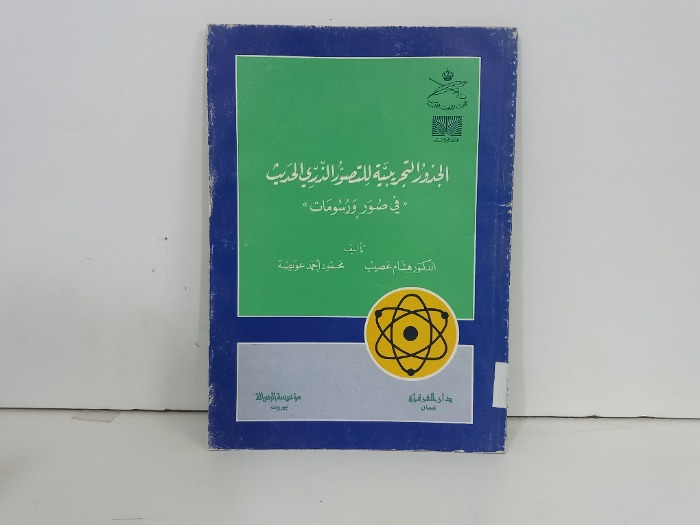 الجذور التجريبية للتصور الذري الحديث
«في صور ورسومات»
تأليف
الدكتور هشام غصيب محمود أحمد عويضة
دار الفرقان
عمان
مؤسسة الرسالة
بيروت